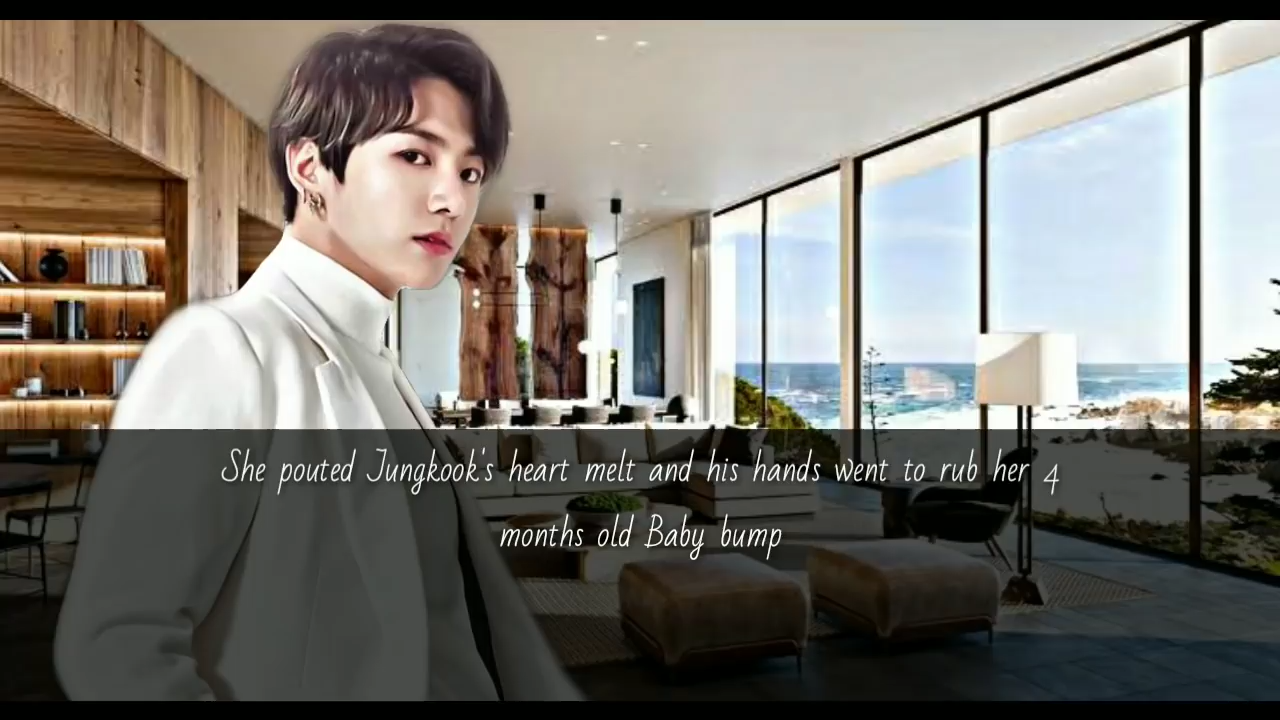 She pouted Jungkook's heart melt and his hands went to rub her 4
months old Baby bump